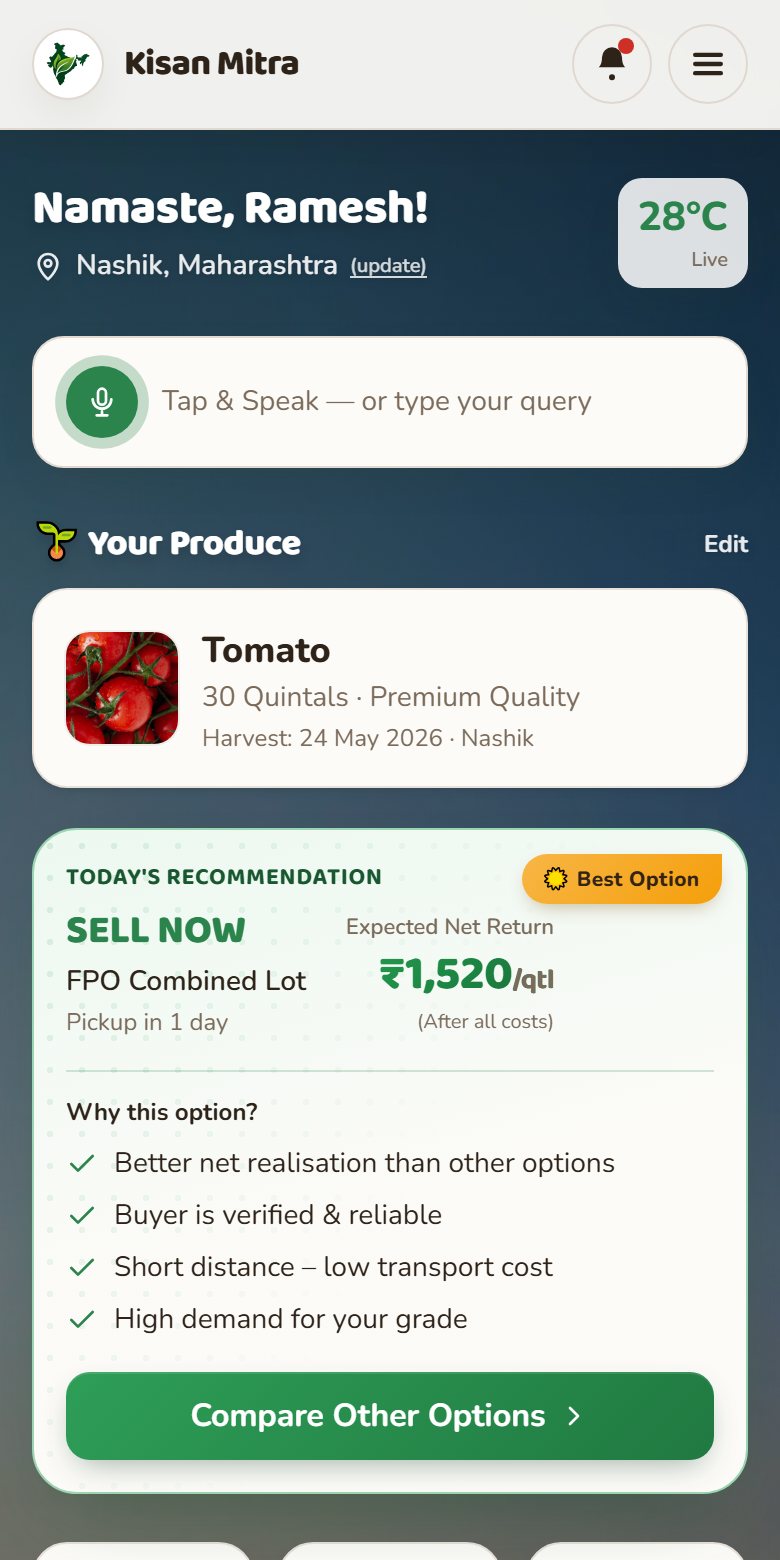 Kisan Mitra
Namaste, Ramesh!
Nashik, Maharashtra (update)
28°C
Live
Tap & Speak — or type your query
Your Produce
Edit
Tomato
30 Quintals · Premium Quality
Harvest: 24 May 2026 · Nashik
TODAY'S RECOMMENDATION
Best Option
SELL NOW
FPO Combined Lot
Pickup in 1 day
Expected Net Return
₹1,520/qtl
(After all costs)
Why this option?
Better net realisation than other options
Buyer is verified & reliable
Short distance – low transport cost
High demand for your grade
Compare Other Options